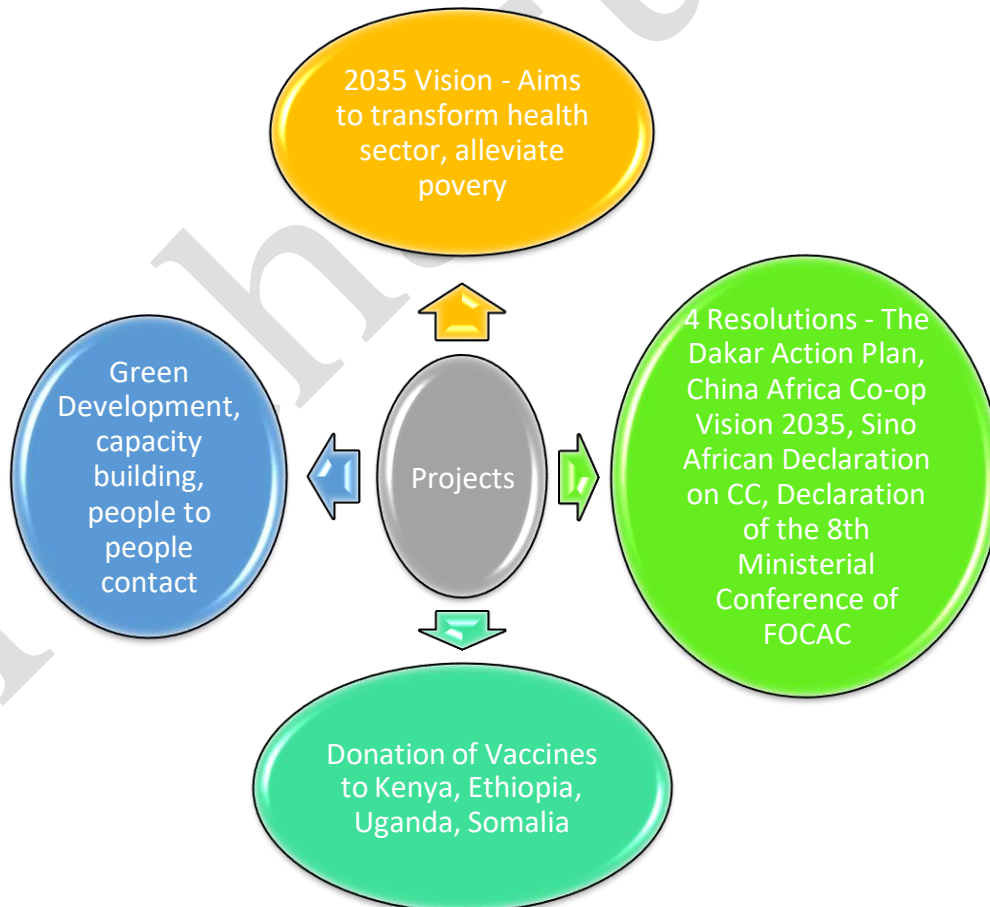 2035 Vision - Aims
to transform health
sector, alleviate
povery
Green
Development,
capacity
building,
people to
people
contact
Projects
4 Resolutions - The
Dakar Action Plan,
China Africa Co-op
Vision 2035, Sino
African Declaration
on CC, Declaration
of the 8th
Ministerial
Conference of
FOCAC
Donation of Vaccines
to Kenya, Ethiopia,
Uganda, Somalia